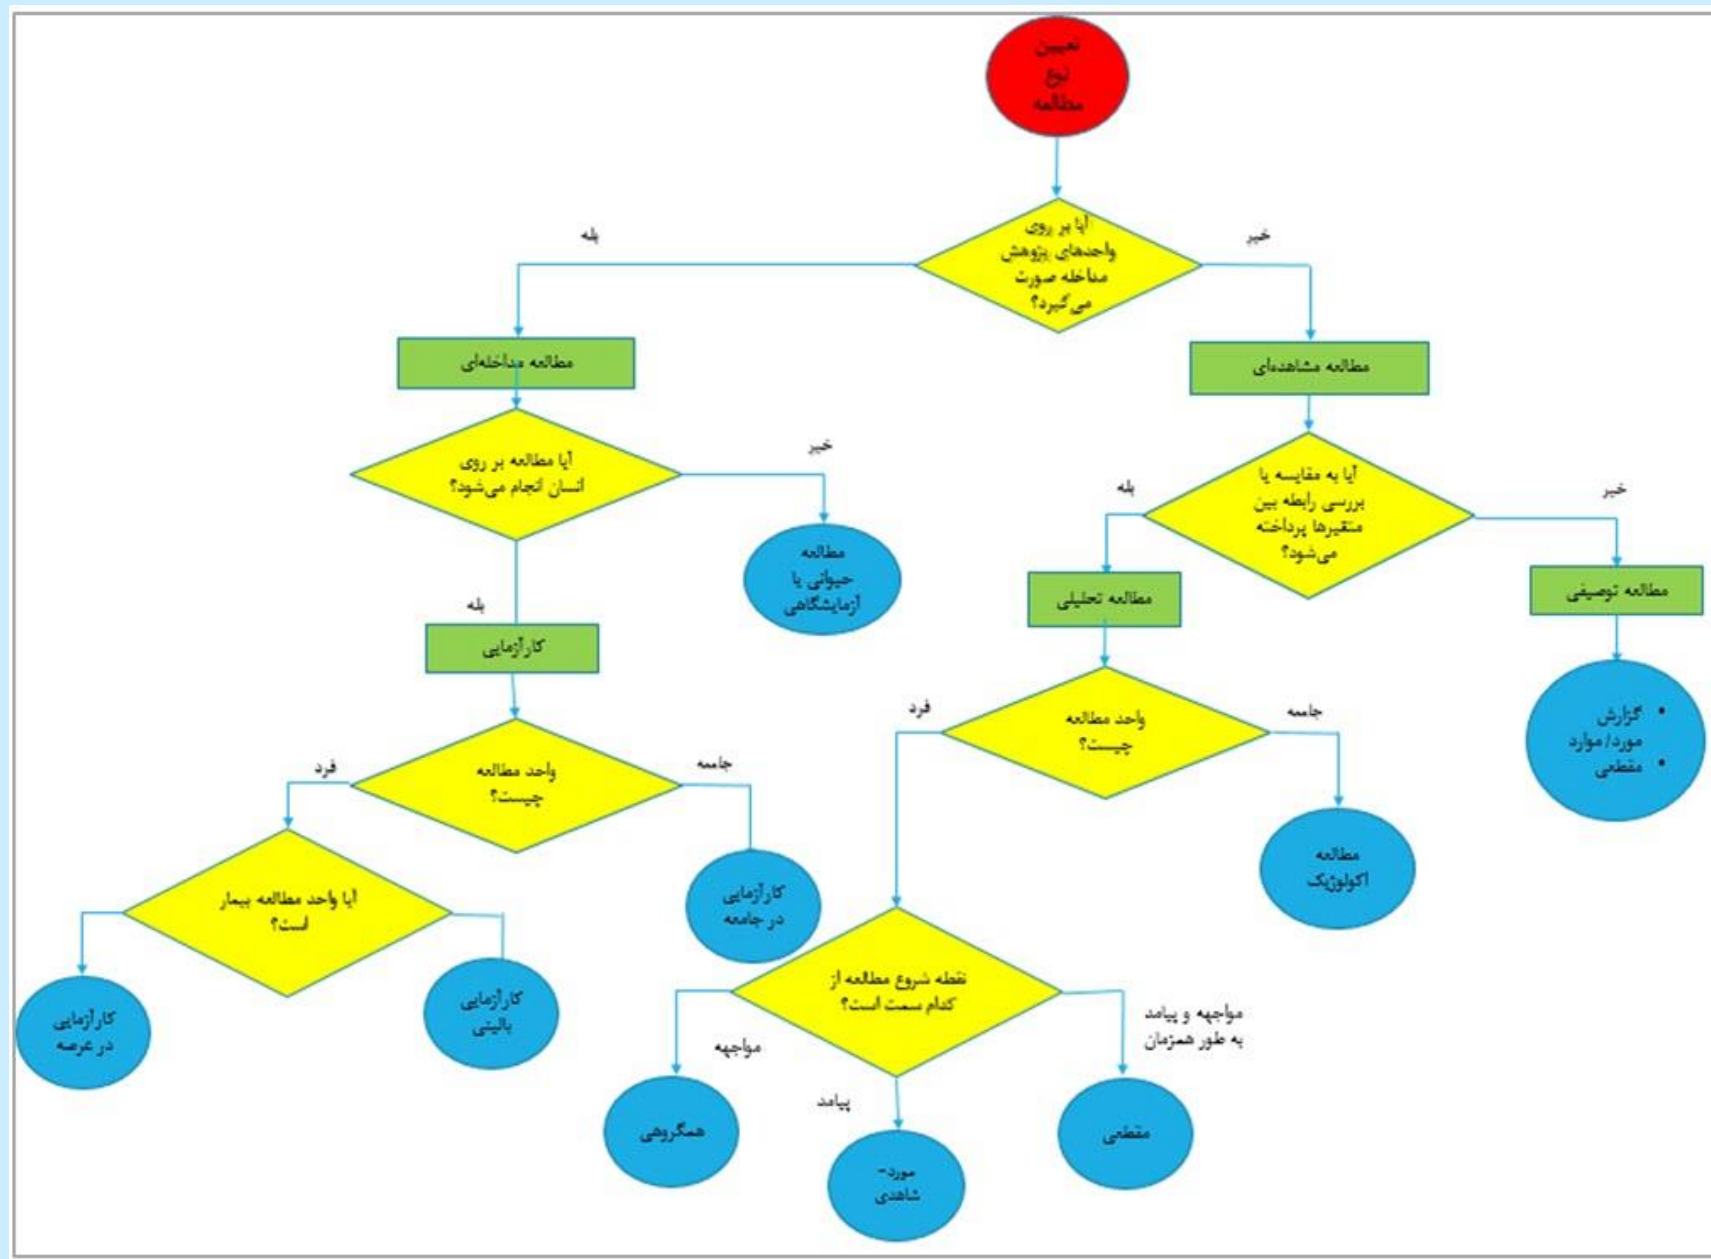 تعیین
نوع
مطالعه
آیا بر روی
واحدهای پژوهش
مداخله صورت
می‌گیرد؟
خیر
بله
مطالعه مشاهده‌ای
مطالعه مداخله‌ای
آیا به مقایسه یا
بررسی رابطه بین
متغیرها پرداخته
می‌شود؟
خیر
بله
مطالعه توصیفی
• گزارش
مورد/ موارد
• مقطعی
مطالعه تحلیلی
واحد مطالعه
چیست؟
جامعه
فرد
مطالعه
اکولوژیک
نقطه شروع مطالعه از
کدام سمت است؟
مواجهه و پیامد
به طور همزمان
پیامد
مواجهه
مقطعی
مورد-
شاهدی
همگروهی
آیا مطالعه بر روی
انسان انجام می‌شود؟
خیر
بله
مطالعه
حیوانی یا
آزمایشگاهی
کارآزمایی
واحد مطالعه
چیست؟
جامعه
فرد
کارآزمایی
در جامعه
آیا واحد مطالعه بیمار
است؟
کارآزمایی
بالینی
کارآزمایی
در عرصه